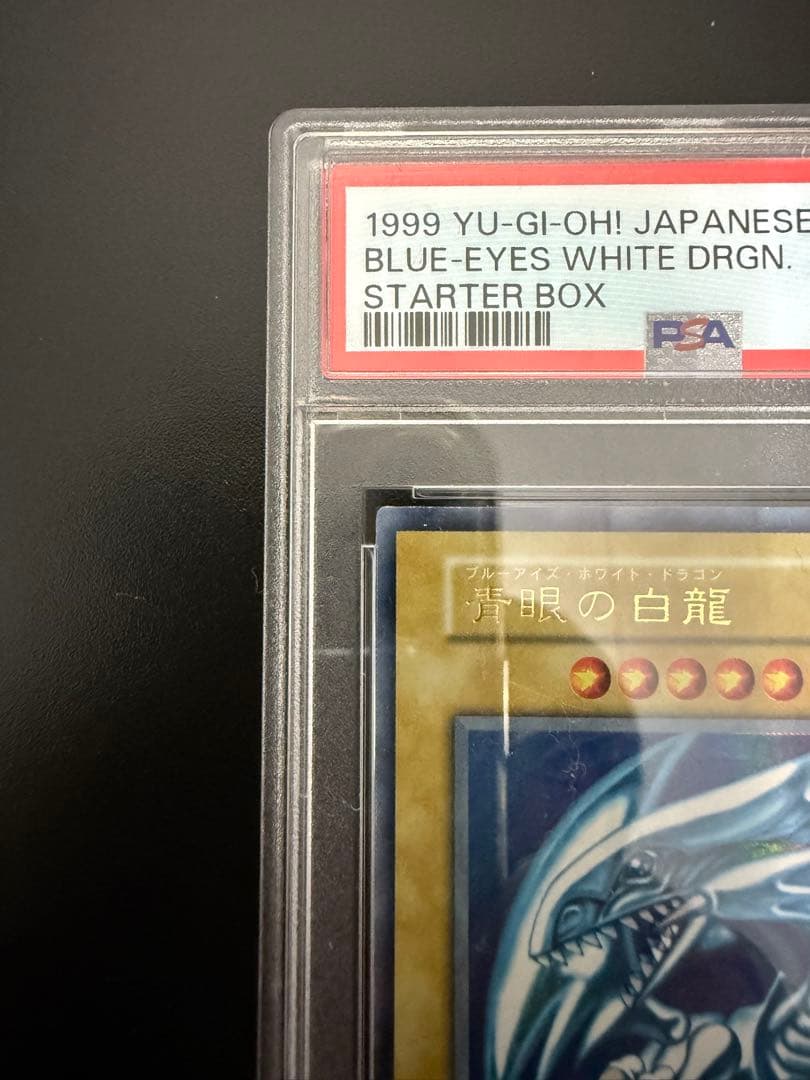 1999 YU-GI-OH! JAPANESE
BLUE-EYES WHITE DRGN.
STARTER BOX
PSA
ブルーアイズ・ホワイト・ドラゴン
青眼の白龍